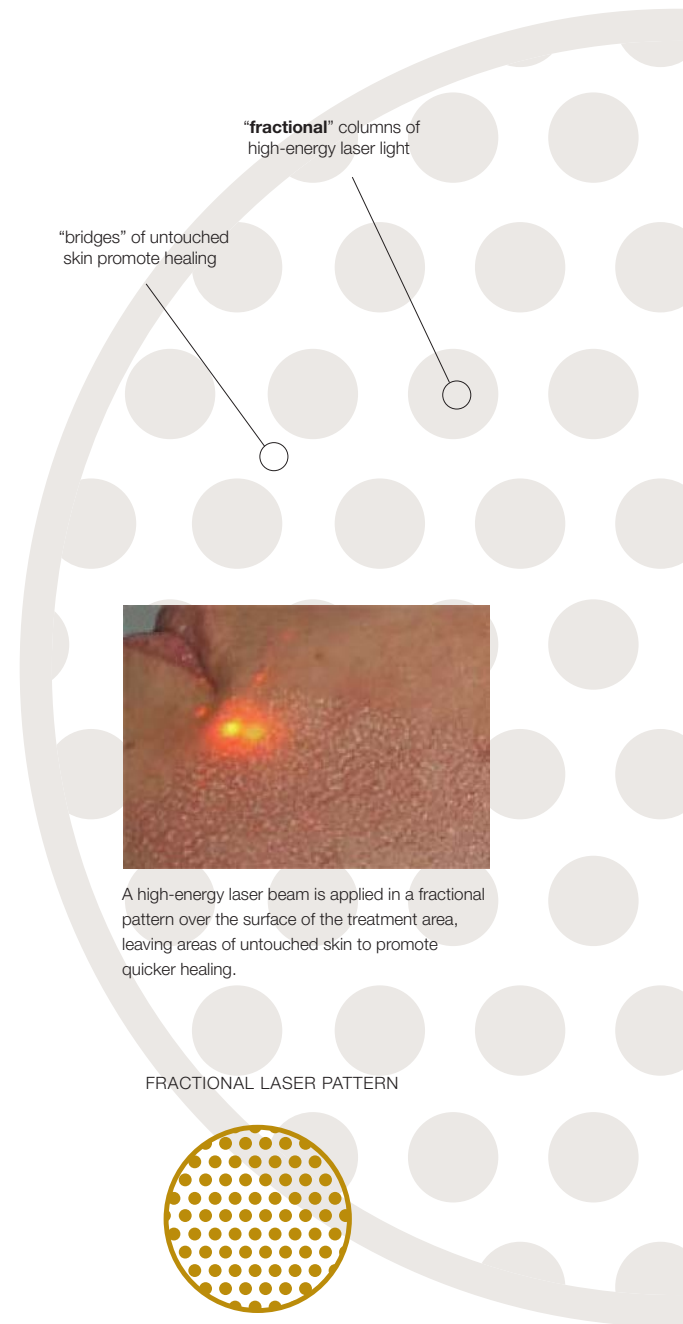 “fractional” columns of
high-energy laser light
“bridges” of untouched
skin promote healing
A high-energy laser beam is applied in a fractional
pattern over the surface of the treatment area,
leaving areas of untouched skin to promote
quicker healing.
FRACTIONAL LASER PATTERN